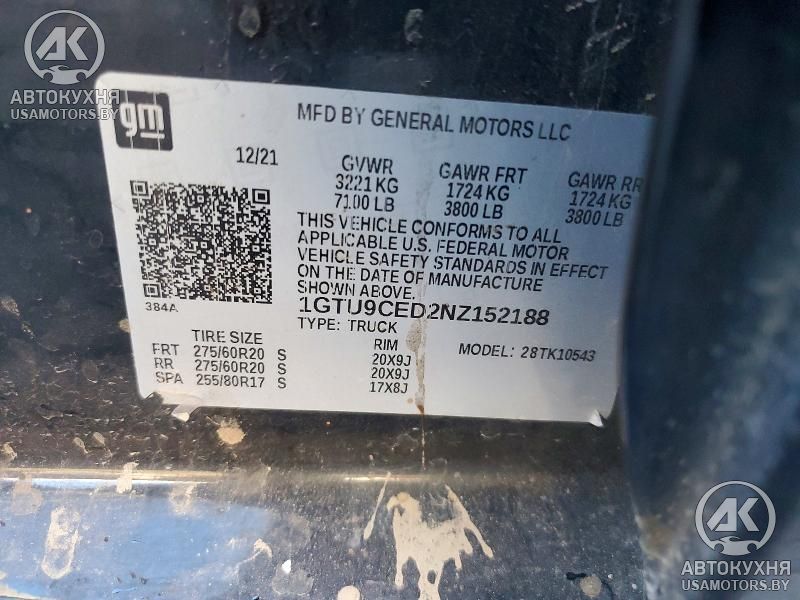 AK
АВТОКУХНЯ
USAMOTORS.BY
gm
MFD BY GENERAL MOTORS LLC
12/21
GVWR
3221 KG
7100 LB
GAWR FRT
1724 KG
3800 LB
GAWR RR
1724 KG
3800 LB
THIS VEHICLE CONFORMS TO ALL
APPLICABLE U.S. FEDERAL MOTOR
VEHICLE SAFETY STANDARDS IN EFFECT
ON THE DATE OF MANUFACTURE
SHOWN ABOVE.
384A
1GTU9CED2NZ152188
TYPE: TRUCK
TIRE SIZE
RIM
MODEL: 28TK10543
FRT 275/60R20 S 20X9J
RR 275/60R20 S 20X9J
SPA 255/80R17 S 17X8J
AK
АВТОКУХНЯ
USAMOTORS.BY